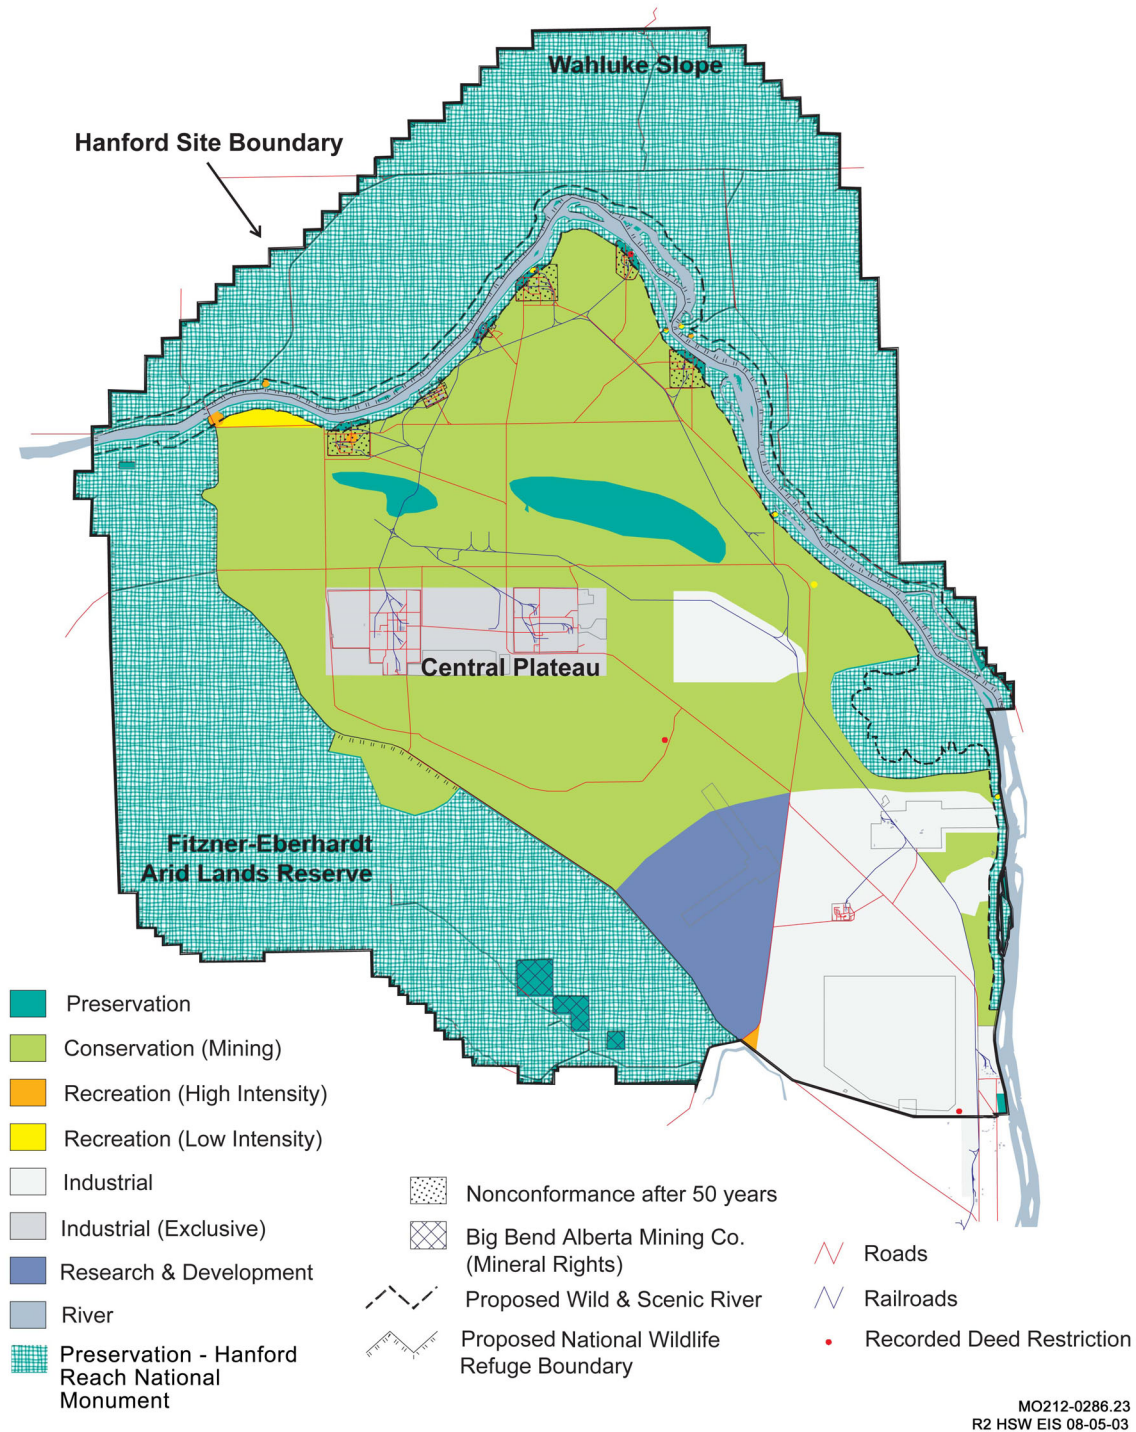 Wahluke Slope
Hanford Site Boundary
Central Plateau
Fitzner-Eberhardt
Arid Lands Reserve
Preservation
Conservation (Mining)
Recreation (High Intensity)
Recreation (Low Intensity)
Industrial
Industrial (Exclusive)
Research & Development
River
Preservation - Hanford
Reach National
Monument
Nonconformance after 50 years
Big Bend Alberta Mining Co.
(Mineral Rights)
Proposed Wild & Scenic River
Proposed National Wildlife
Refuge Boundary
Roads
Railroads
Recorded Deed Restriction
MO212-0286.23
R2 HSW EIS 08-05-03